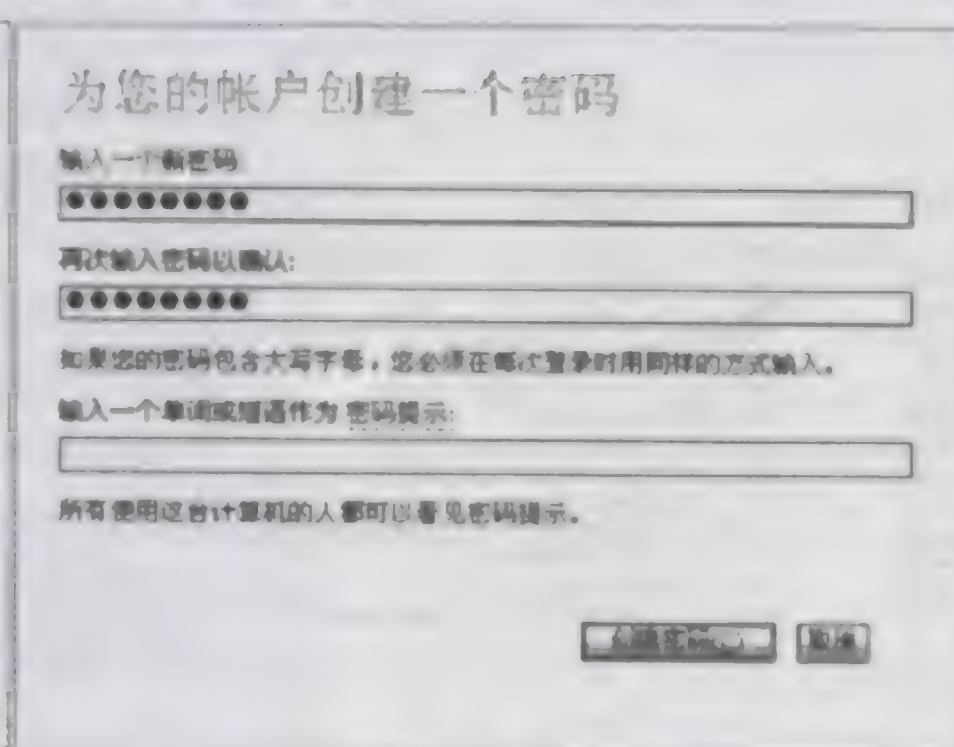 为您的帐户创建一个密码
输入一个新密码
●●●●●●●●
再次输入密码以确认:
●●●●●●●●
如果您的密码包含大写字母，您必须在每次登录时用同样的方式输入。
输入一个单词或短语作为 密码提示:
所有使用这台计算机的人都可以看见密码提示。
创建密码
取消